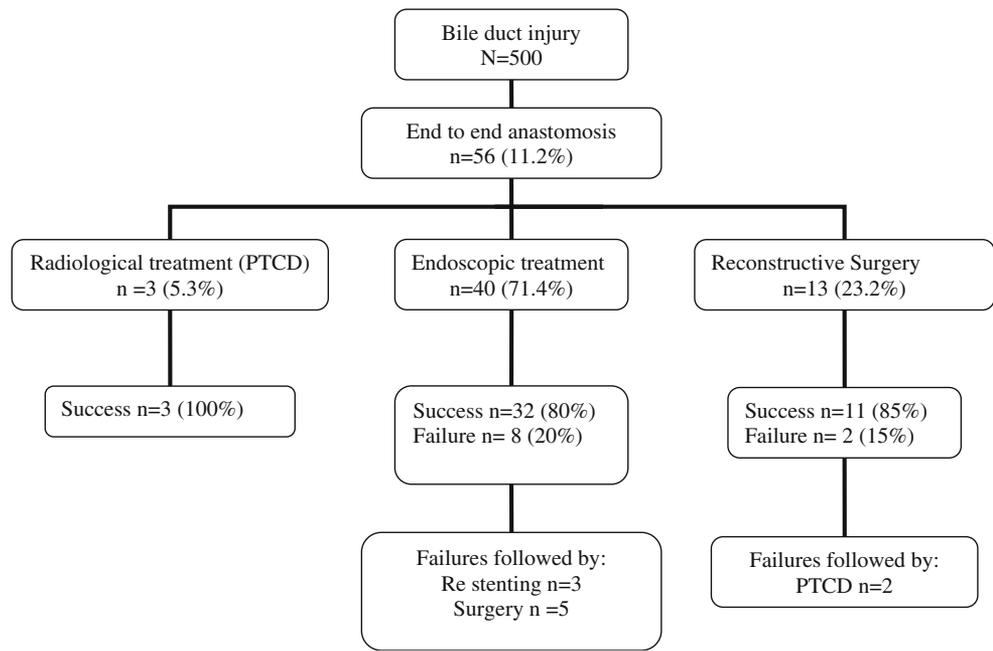 Bile duct injury
N=500
End to end anastomosis
n=56 (11.2%)
Radiological treatment (PTCD)
n =3 (5.3%)
Endoscopic treatment
n=40 (71.4%)
Reconstructive Surgery
n=13 (23.2%)
Success n=3 (100%)
Success n=32 (80%)
Failure n= 8 (20%)
Success n=11 (85%)
Failure n= 2 (15%)
Failures followed by:
Re stenting n=3
Surgery n =5
Failures followed by:
PTCD n=2